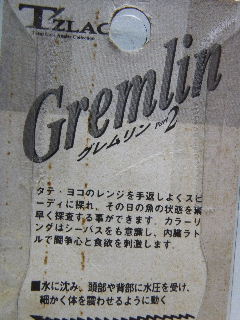 T'ZLAC
Gremlin
グレムリン Part 2
タテ・ヨコのレンジを手返しよくスピ
ーディに探れ、その日の魚の状態を素
早く探査する事ができます。カラーリ
ングはシーバスをも意識し、内臓ラト
ルで闘争心と食欲を刺激します。
■水に沈み、頭部や背部に水圧を受け、
細かく体を震わせるように動く